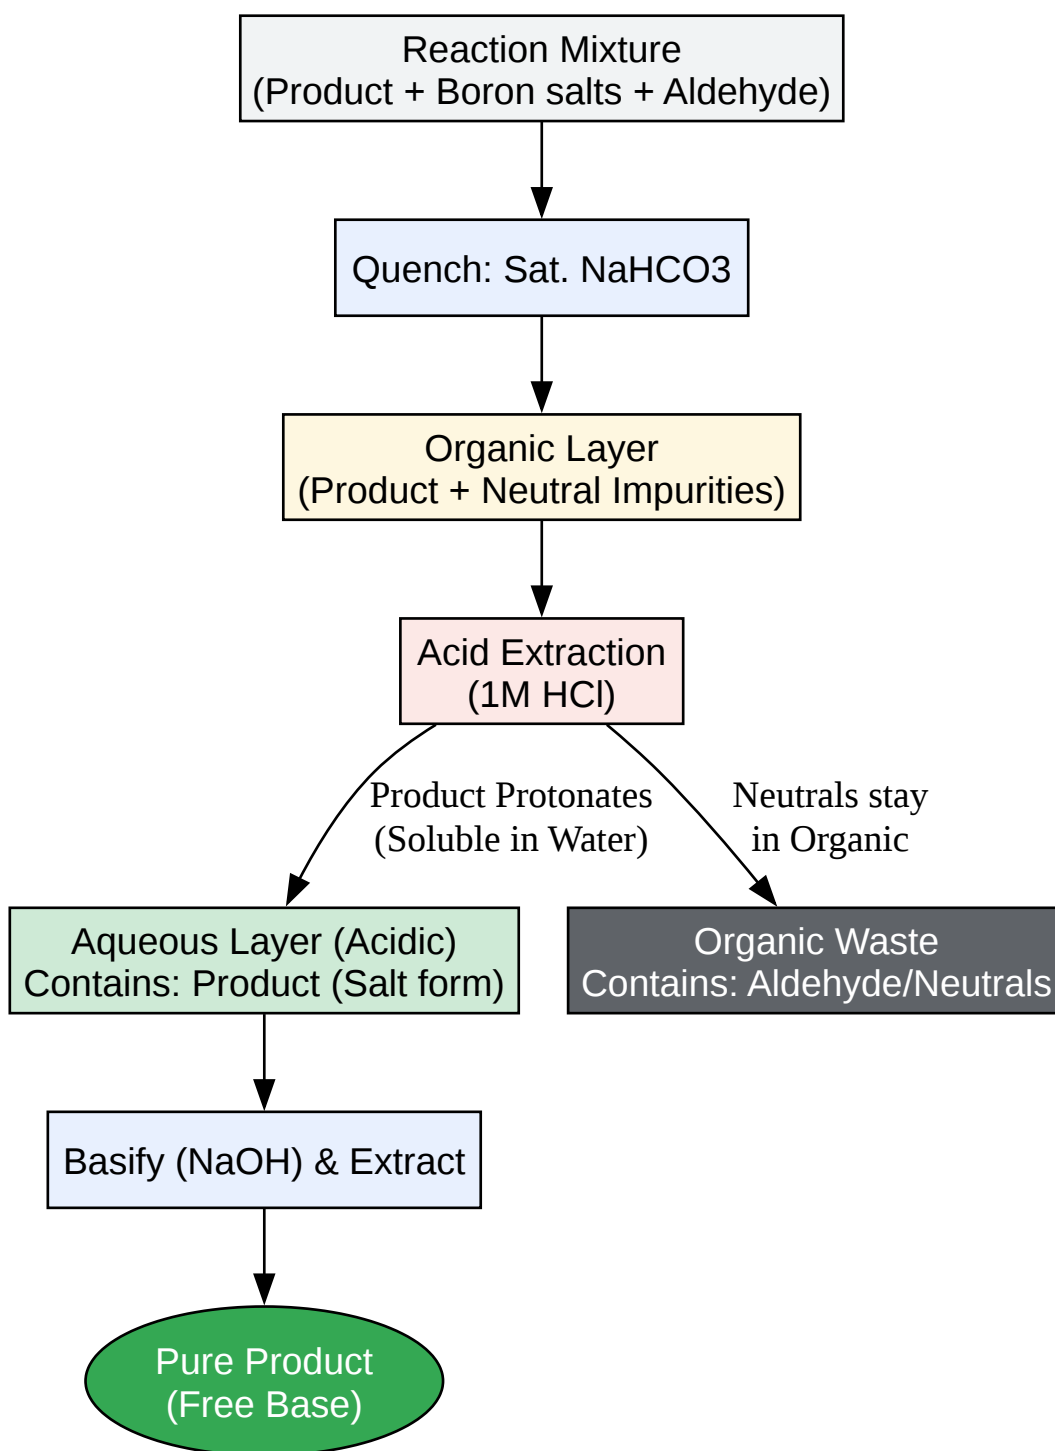 Reaction Mixture
(Product + Boron salts + Aldehyde)
Quench: Sat. NaHCO3
Organic Layer
(Product + Neutral Impurities)
Acid Extraction
(1M HCl)
Product Protonates
(Soluble in Water)
Neutrals stay
in Organic
Aqueous Layer (Acidic)
Contains: Product (Salt form)
Organic Waste
Contains: Aldehyde/Neutrals
Basify (NaOH) & Extract
Pure Product
(Free Base)